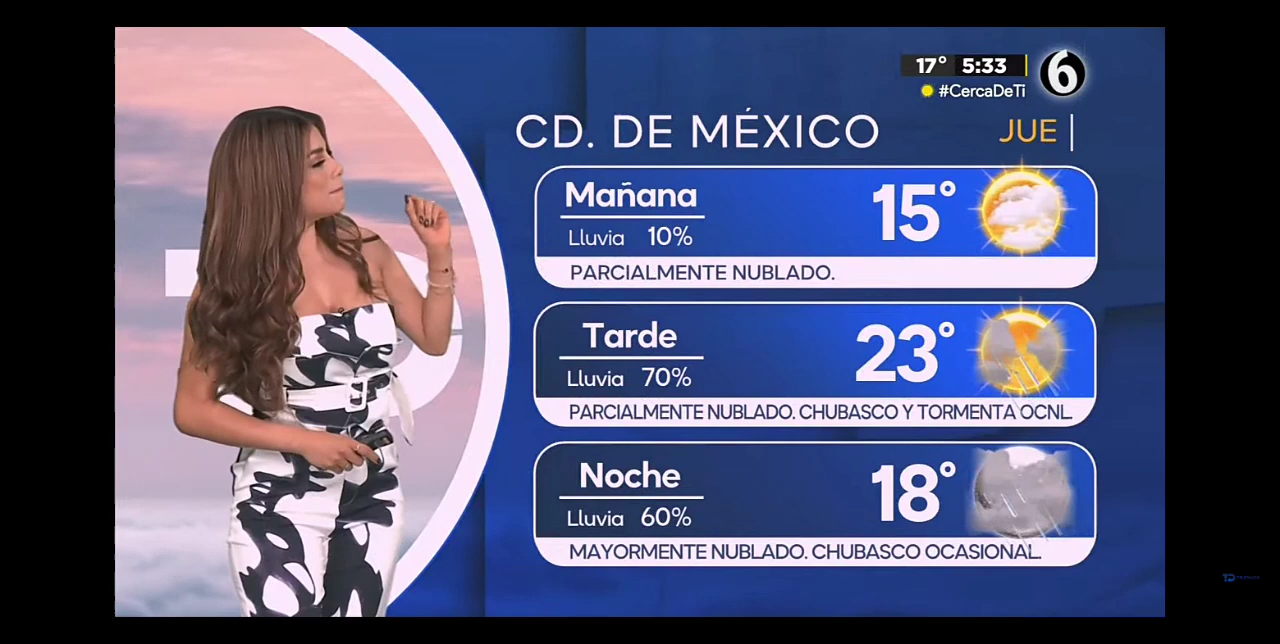 17° 5:33
6
#CercaDeTi
CD. DE MÉXICO JUE
Mañana
15°
Lluvia 10%
PARCIALMENTE NUBLADO.
Tarde
23°
Lluvia 70%
PARCIALMENTE NUBLADO. CHUBASCO Y TORMENTA OCNL.
Noche
18°
Lluvia 60%
MAYORMENTE NUBLADO. CHUBASCO OCASIONAL.